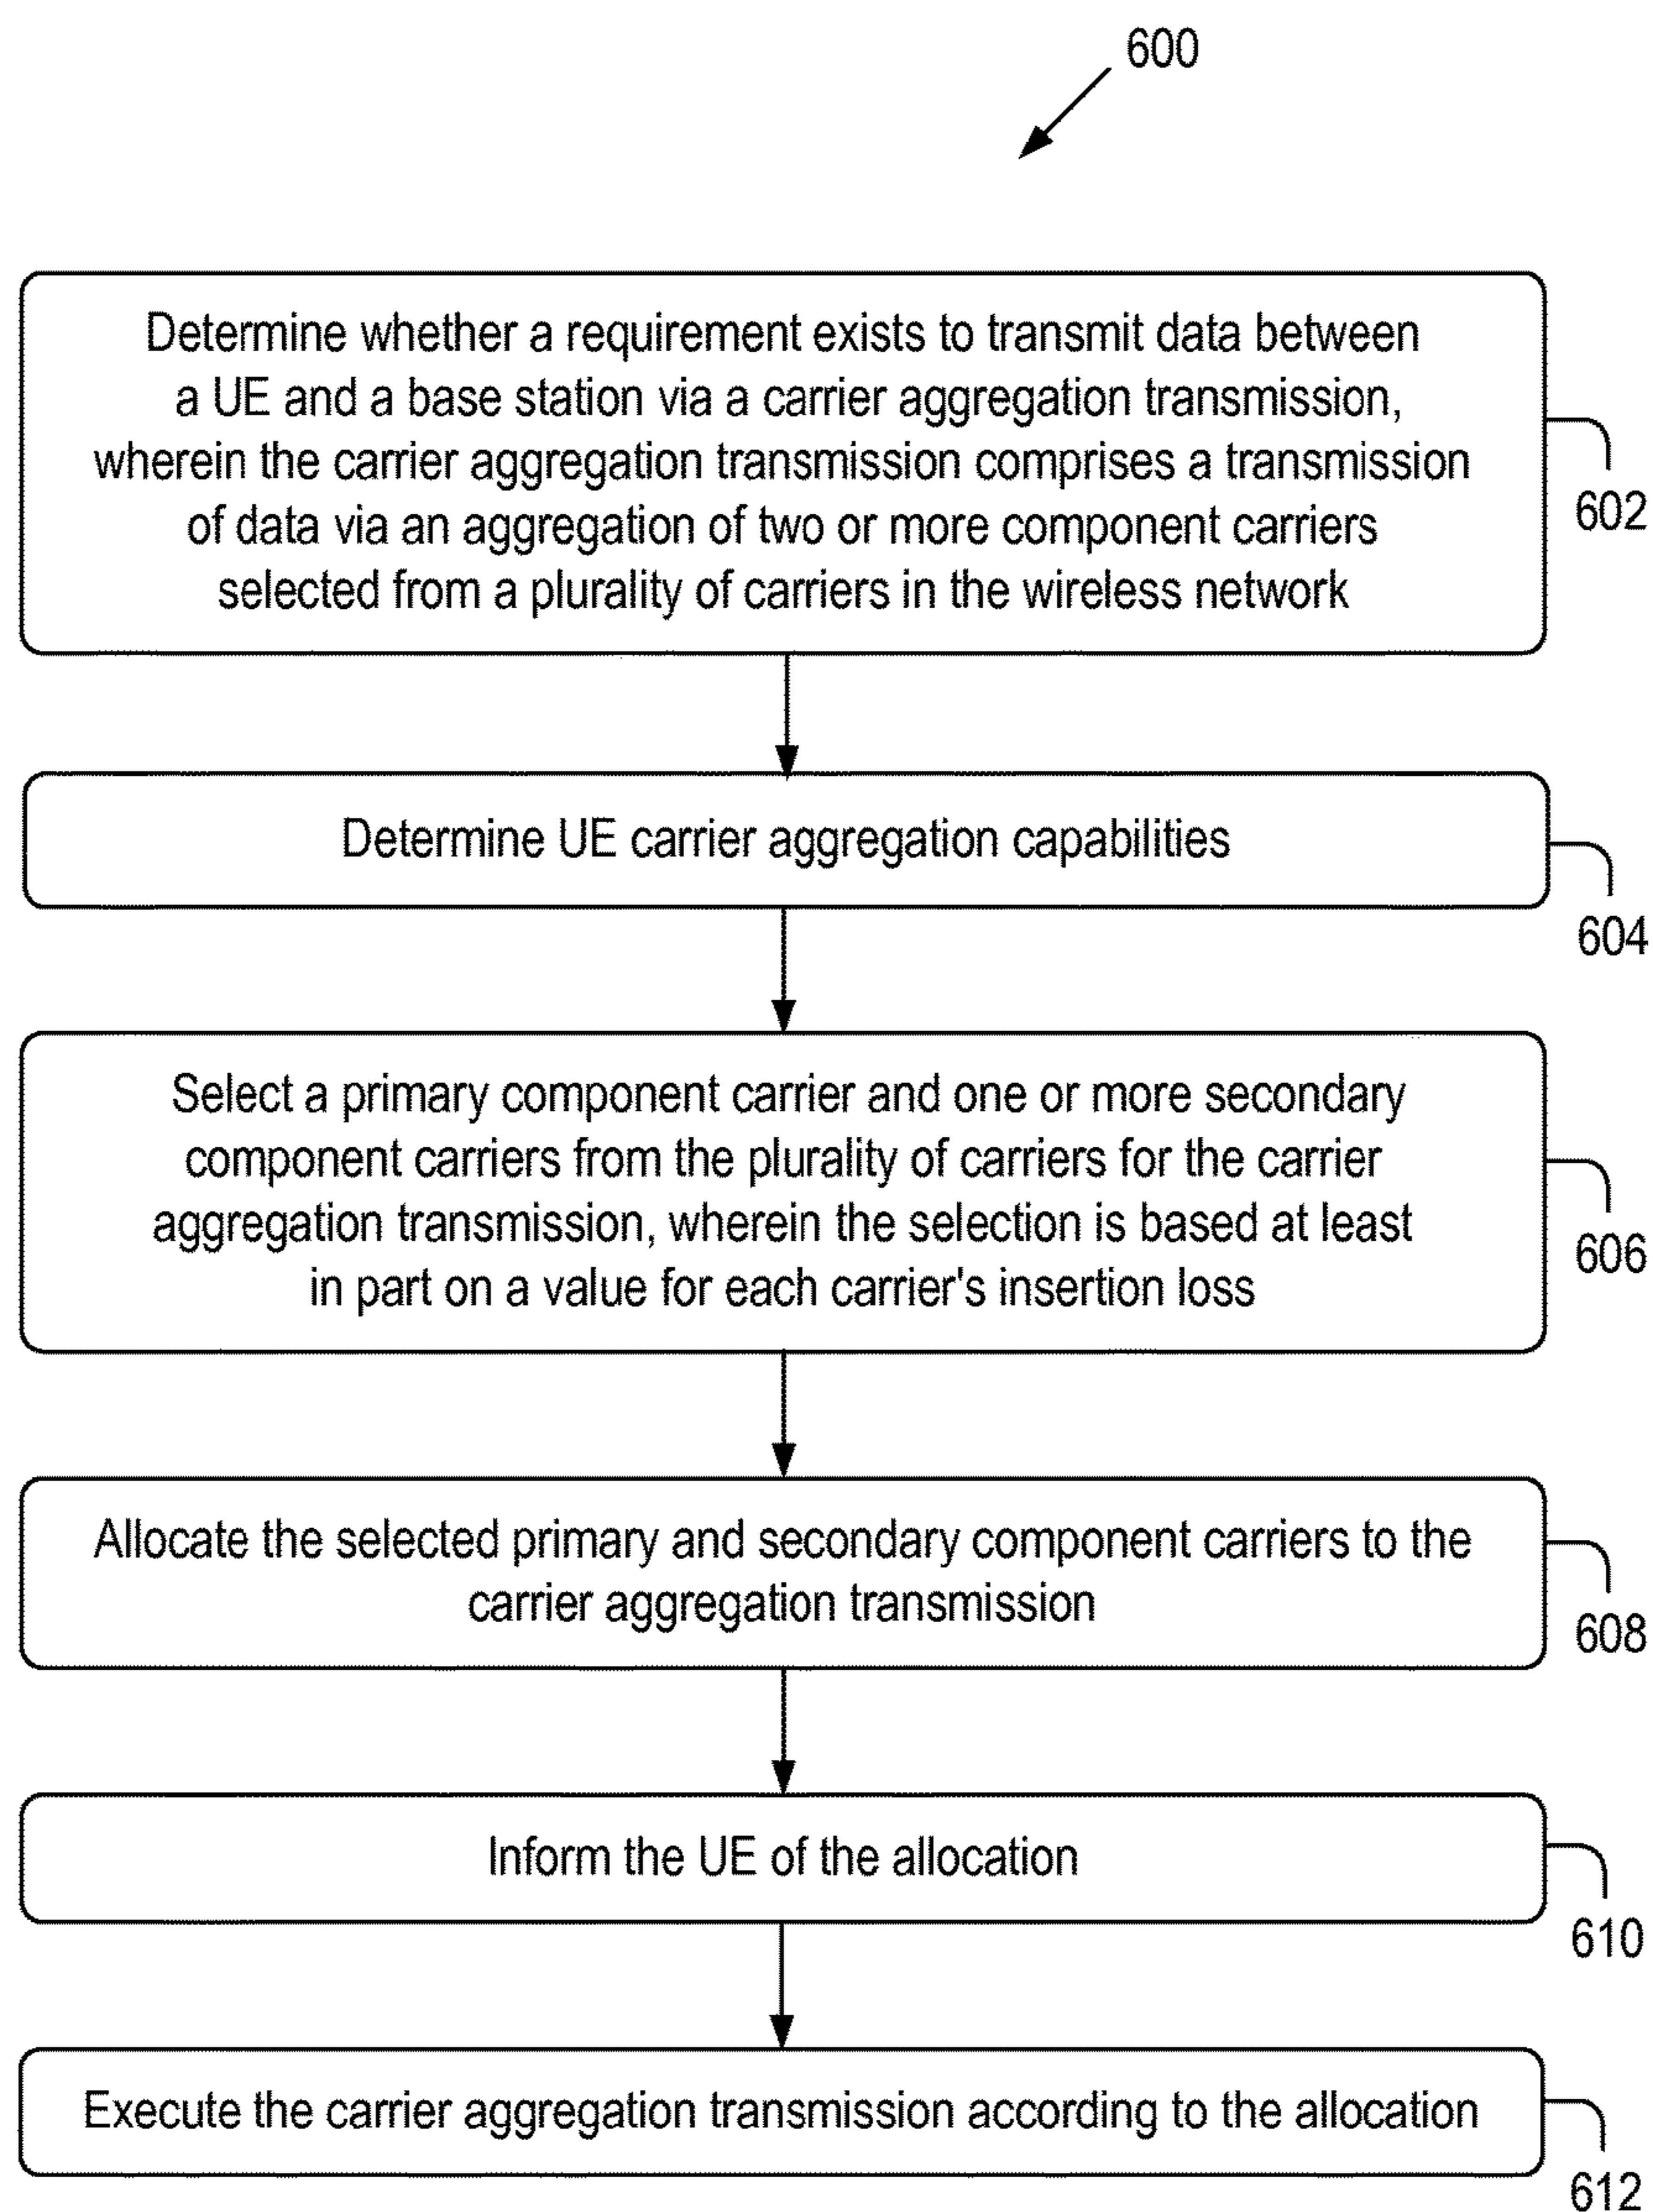 600
Determine whether a requirement exists to transmit data between
a UE and a base station via a carrier aggregation transmission,
wherein the carrier aggregation transmission comprises a transmission
of data via an aggregation of two or more component carriers
selected from a plurality of carriers in the wireless network
602
Determine UE carrier aggregation capabilities
604
Select a primary component carrier and one or more secondary
component carriers from the plurality of carriers for the carrier
aggregation transmission, wherein the selection is based at least
in part on a value for each carrier's insertion loss
606
Allocate the selected primary and secondary component carriers to the
carrier aggregation transmission
608
Inform the UE of the allocation
610
Execute the carrier aggregation transmission according to the allocation
612